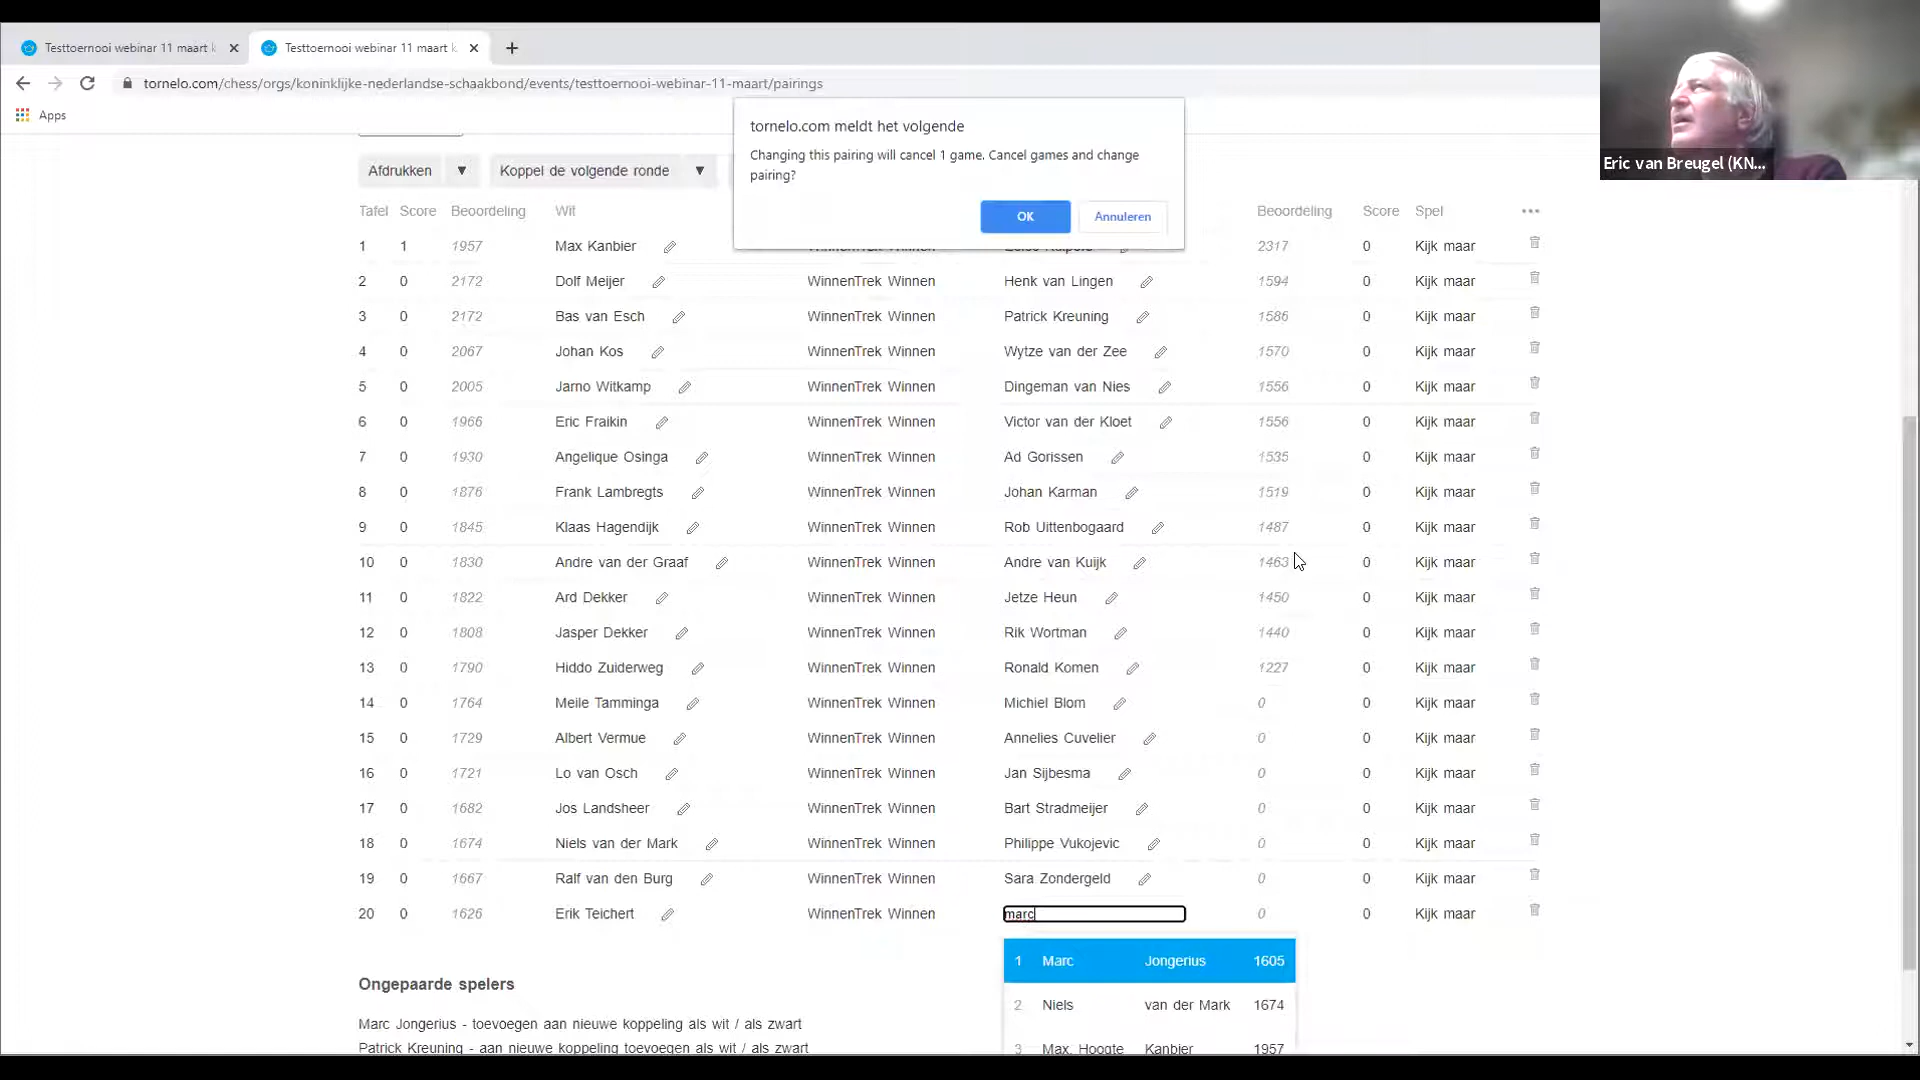 Testtoernooi webinar 11 maart k
Testtoernooi webinar 11 maart k
tornelo.com/chess/orgs/koninklijke-nederlandse-schaakbond/events/testtoernooi-webinar-11-maart/pairings
Apps
Eric van Breugel (KN...
tornelo.com meldt het volgende
Changing this pairing will cancel 1 game. Cancel games and change
pairing?
OK Annuleren
Afdrukken Koppel de volgende ronde
Tafel Score Beoordeling Wit Beoordeling Score Spel
1 1 1957 Max Kanbier 2317 0 Kijk maar
2 0 2172 Dolf Meijer WinnenTrek Winnen Henk van Lingen 1594 0 Kijk maar
3 0 2172 Bas van Esch WinnenTrek Winnen Patrick Kreuning 1586 0 Kijk maar
4 0 2067 Johan Kos WinnenTrek Winnen Wytze van der Zee 1570 0 Kijk maar
5 0 2005 Jarno Witkamp WinnenTrek Winnen Dingeman van Nies 1556 0 Kijk maar
6 0 1966 Eric Fraikin WinnenTrek Winnen Victor van der Kloet 1556 0 Kijk maar
7 0 1930 Angelique Osinga WinnenTrek Winnen Ad Gorissen 1535 0 Kijk maar
8 0 1876 Frank Lambregts WinnenTrek Winnen Johan Karman 1519 0 Kijk maar
9 0 1845 Klaas Hagendijk WinnenTrek Winnen Rob Uittenbogaard 1487 0 Kijk maar
10 0 1830 Andre van der Graaf WinnenTrek Winnen Andre van Kuijk 1463 0 Kijk maar
11 0 1822 Ard Dekker WinnenTrek Winnen Jetze Heun 1450 0 Kijk maar
12 0 1808 Jasper Dekker WinnenTrek Winnen Rik Wortman 1440 0 Kijk maar
13 0 1790 Hiddo Zuiderweg WinnenTrek Winnen Ronald Komen 1227 0 Kijk maar
14 0 1764 Meile Tamminga WinnenTrek Winnen Michiel Blom 0 0 Kijk maar
15 0 1729 Albert Vermue WinnenTrek Winnen Annelies Cuvelier 0 0 Kijk maar
16 0 1721 Lo van Osch WinnenTrek Winnen Jan Sijbesma 0 0 Kijk maar
17 0 1682 Jos Landsheer WinnenTrek Winnen Bart Stradmeijer 0 0 Kijk maar
18 0 1674 Niels van der Mark WinnenTrek Winnen Philippe Vukojevic 0 0 Kijk maar
19 0 1667 Ralf van den Burg WinnenTrek Winnen Sara Zondergeld 0 0 Kijk maar
20 0 1626 Erik Teichert WinnenTrek Winnen marc 0 0 Kijk maar
1 Marc Jongerius 1605
2 Niels van der Mark 1674
3 Max. Hoogte Kanbier 1957
Ongepaarde spelers
Marc Jongerius - toevoegen aan nieuwe koppeling als wit / als zwart
Patrick Kreuning - aan nieuwe koppeling toevoegen als wit / als zwart